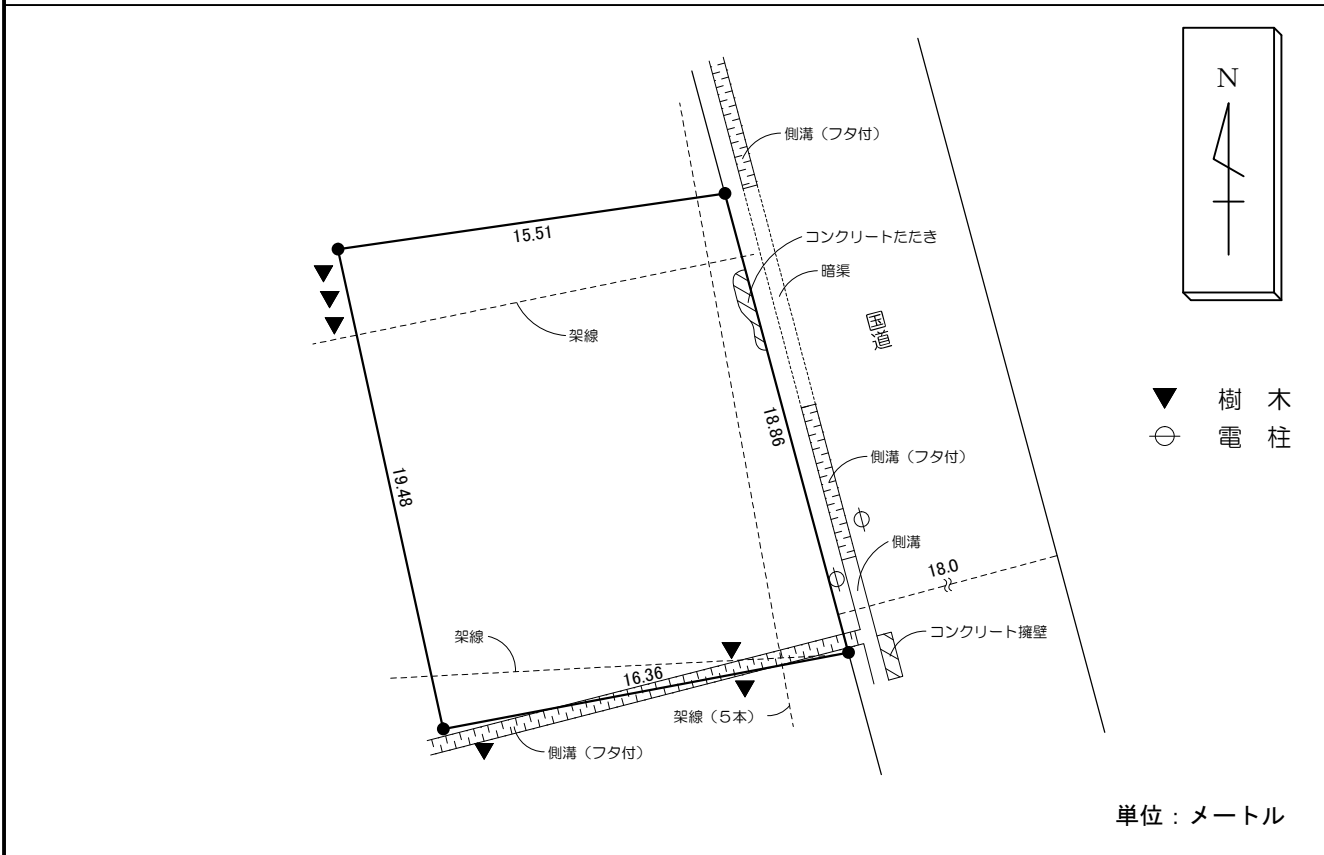 N
側溝（フタ付）
15.51
コンクリートたたき
暗渠
架線
国道
樹木
18.86
電柱
側溝（フタ付）
19.48
側溝
18.0
架線
コンクリート擁壁
16.36
架線（５本）
側溝（フタ付）
単位：メートル